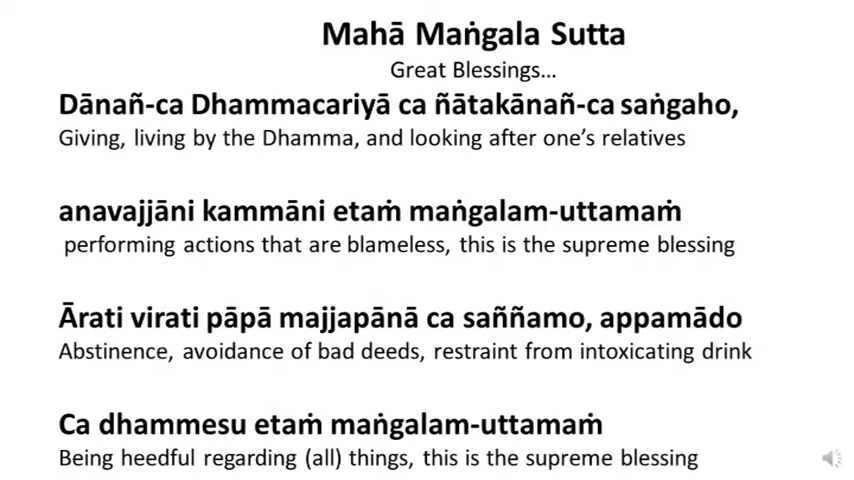 Mahā Maṅgala Sutta
Great Blessings…
Dānañ-ca Dhammacariyā ca ñātakānañ-ca saṅgaho,
Giving, living by the Dhamma, and looking after one’s relatives
anavajjāni kammāni etaṁ maṅgalam-uttamaṁ
performing actions that are blameless, this is the supreme blessing
Ārati virati pāpā majjapānā ca saññamo, appamādo
Abstinence, avoidance of bad deeds, restraint from intoxicating drink
Ca dhammesu etaṁ maṅgalam-uttamaṁ
Being heedful regarding (all) things, this is the supreme blessing